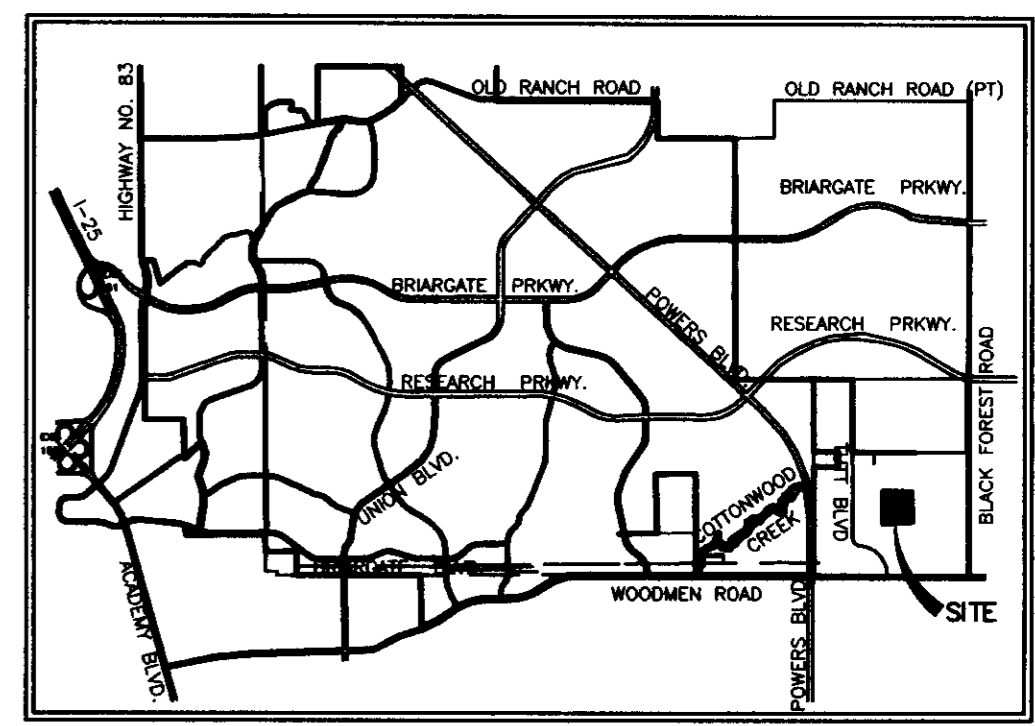 HIGHWAY NO. 83
OLD RANCH ROAD
OLD RANCH ROAD (PT)
BRIARGATE PRKWY.
I-25
BRIARGATE PRKWY.
POWERS BLVD.
RESEARCH PRKWY.
RESEARCH PRKWY.
BLACK FOREST ROAD
UNION BLVD.
COTTONWOOD
CREEK
BLVD
ACADEMY BLVD.
WOODMEN ROAD
POWERS BLVD
SITE